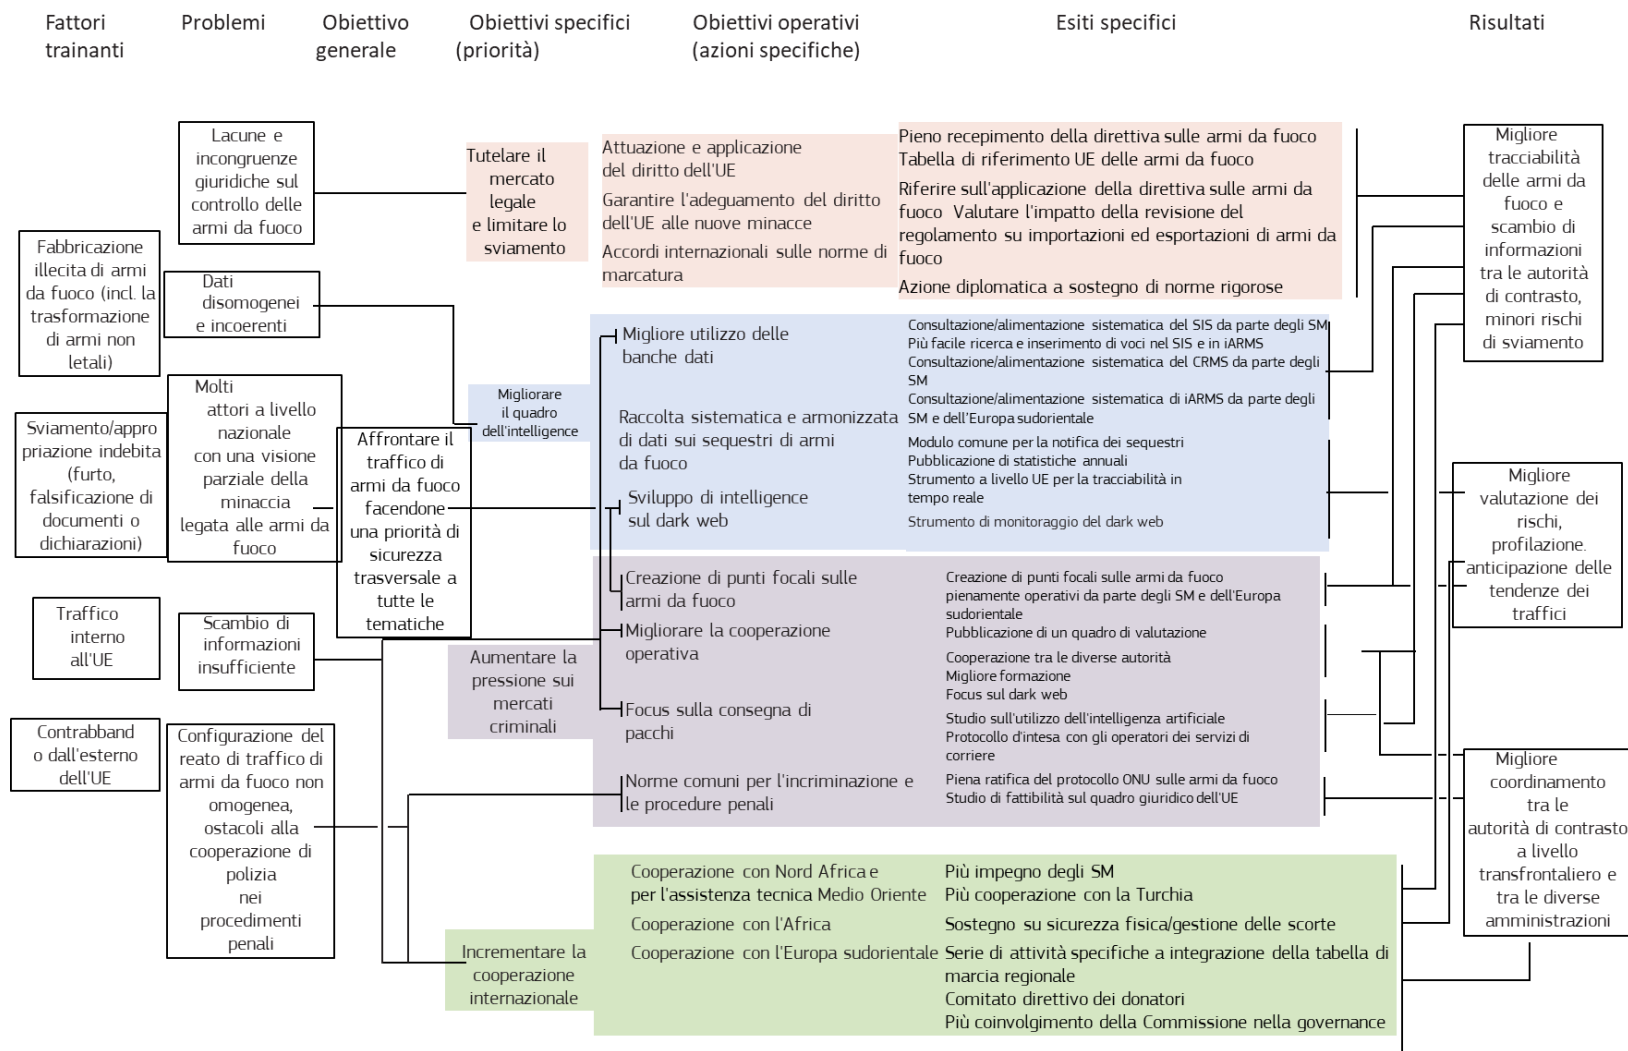 Fattori
trainanti
Problemi
Obiettivo
generale
Obiettivi specifici
(priorità)
Obiettivi operativi
(azioni specifiche)
Esiti specifici
Risultati
Fabbricazione
illecita di armi
da fuoco (incl. la
trasformazione
di armi non
letali)
Sviamento/appro
priazione indebita
(furto,
falsificazione di
documenti o
dichiarazioni)
Traffico
interno
all'UE
Contrabband
o dall'esterno
dell'UE
Lacune e
incongruenze
giuridiche sul
controllo delle
armi da fuoco
Dati
disomogenei
e incoerenti
Molti
attori a livello
nazionale
con una visione
parziale della
minaccia
legata alle armi da
fuoco
Scambio di
informazioni
insufficiente
Configurazione del
reato di traffico di
armi da fuoco non
omogenea,
ostacoli alla
cooperazione di
polizia
nei
procedimenti
penali
Affrontare il
traffico di
armi da fuoco
facendone
una priorità di
sicurezza
trasversale a
tutte le
tematiche
Tutelare il
mercato
legale
e limitare lo
sviamento
Attuazione e applicazione
del diritto dell'UE
Garantire l'adeguamento del diritto
dell'UE alle nuove minacce
Accordi internazionali sulle norme di
marcatura
Pieno recepimento della direttiva sulle armi da fuoco
Tabella di riferimento UE delle armi da fuoco
Riferire sull'applicazione della direttiva sulle armi da
fuoco Valutare l'impatto della revisione del
regolamento su importazioni ed esportazioni di armi da
fuoco
Azione diplomatica a sostegno di norme rigorose
Migliorare
il quadro
dell'intelligence
Migliore utilizzo delle
banche dati
Raccolta sistematica e armonizzata
di dati sui sequestri di armi
da fuoco
Sviluppo di intelligence
sul dark web
Consultazione/alimentazione sistematica del SIS da parte degli SM
Più facile ricerca e inserimento di voci nel SIS e in iARMS
Consultazione/alimentazione sistematica del CRMS da parte degli
SM
Consultazione/alimentazione sistematica di iARMS da parte degli
SM e dell'Europa sudorientale
Modulo comune per la notifica dei sequestri
Pubblicazione di statistiche annuali
Strumento a livello UE per la tracciabilità in
tempo reale
Strumento di monitoraggio del dark web
Aumentare la
pressione sui
mercati
criminali
Creazione di punti focali sulle
armi da fuoco
Migliorare la cooperazione
operativa
Focus sulla consegna di
pacchi
Norme comuni per l'incriminazione e
le procedure penali
Creazione di punti focali sulle armi da fuoco
pienamente operativi da parte degli SM e dell'Europa
sudorientale
Pubblicazione di un quadro di valutazione
Cooperazione tra le diverse autorità
Migliore formazione
Focus sul dark web
Studio sull'utilizzo dell'intelligenza artificiale
Protocollo d'intesa con gli operatori dei servizi di
corriere
Piena ratifica del protocollo ONU sulle armi da fuoco
Studio di fattibilità sul quadro giuridico dell'UE
Incrementare la
cooperazione
internazionale
Cooperazione con Nord Africa e
per l'assistenza tecnica Medio Oriente
Cooperazione con l'Africa
Cooperazione con l'Europa sudorientale
Più impegno degli SM
Più cooperazione con la Turchia
Sostegno su sicurezza fisica/gestione delle scorte
Serie di attività specifiche a integrazione della tabella di
marcia regionale
Comitato direttivo dei donatori
Più coinvolgimento della Commissione nella governance
Migliore
tracciabilità
delle armi da
fuoco e
scambio di
informazioni
tra le autorità
di contrasto,
minori rischi
di sviamento
Migliore
valutazione dei
rischi,
profilazione.
anticipazione delle
tendenze dei
traffici
Migliore
coordinamento
tra le
autorità di contrasto
a livello
transfrontaliero e
tra le diverse
amministrazioni